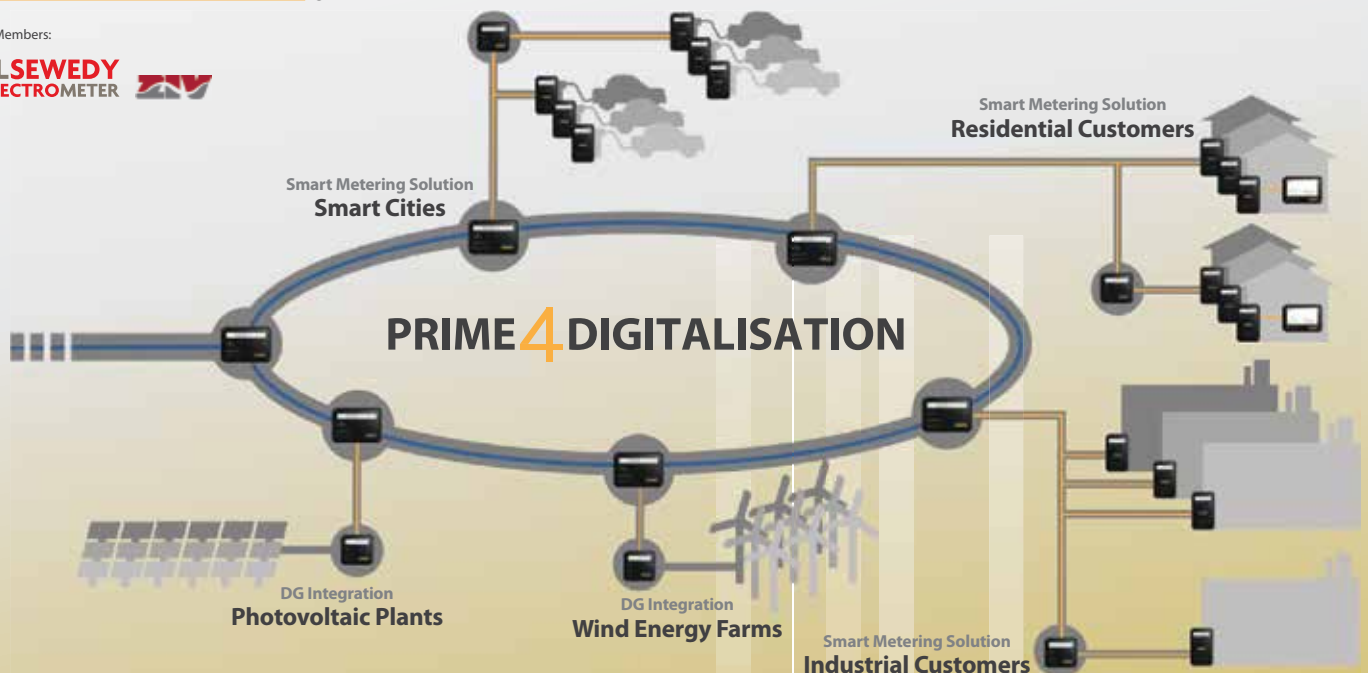 Members:
LSEWEDY
ECTROMETER
ZIV
Smart Metering Solution
Residential Customers
Smart Metering Solution
Smart Cities
PRIME4DIGITALISATION
DG Integration
Photovoltaic Plants
DG Integration
Wind Energy Farms
Smart Metering Solution
Industrial Customers